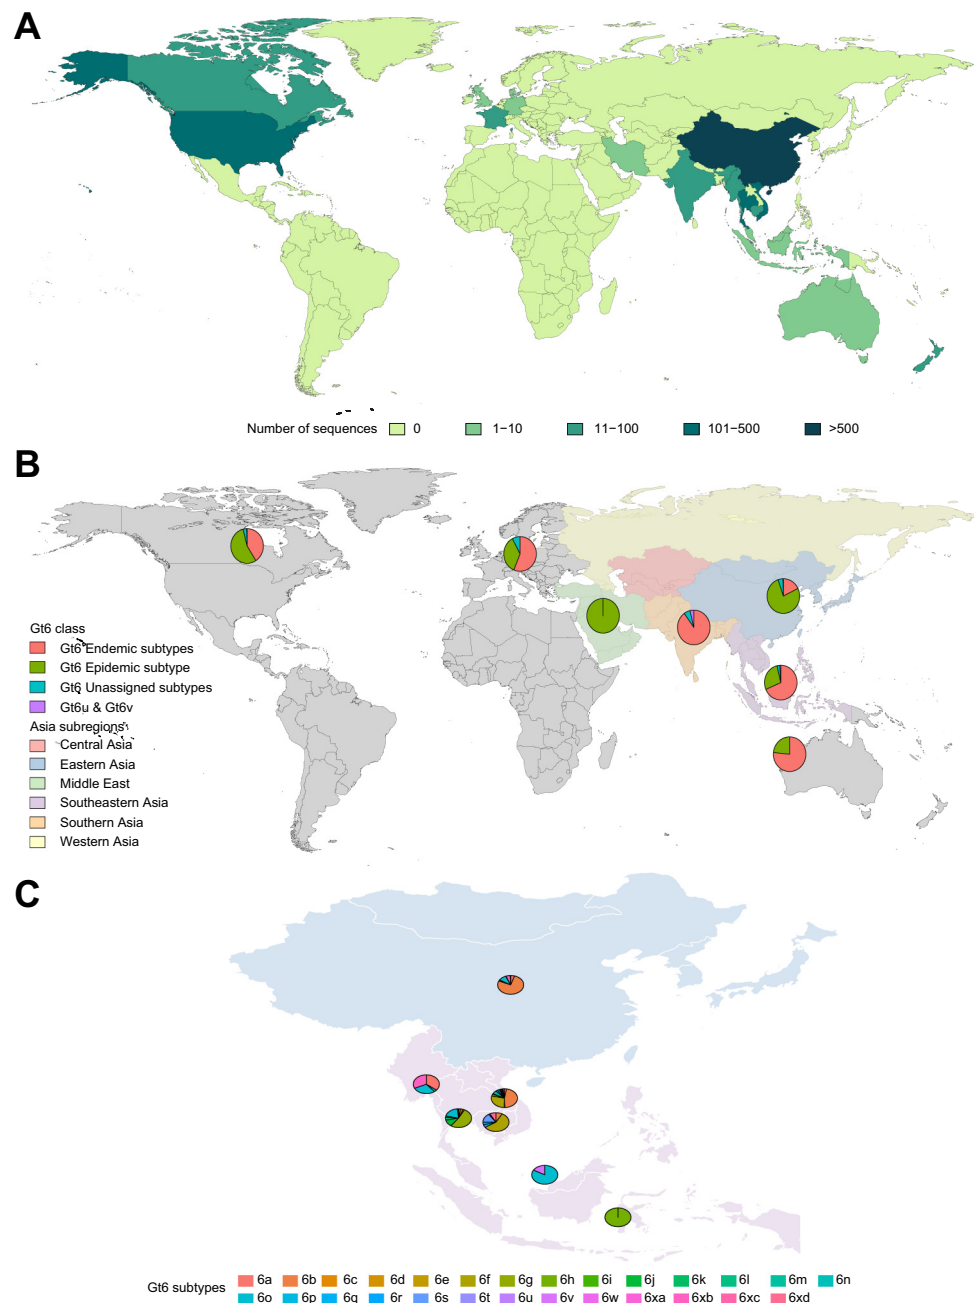 A
Number of sequences 0 1−10 11−100 101−500 >500
B
Gt6 class
Gt6 Endemic subtypes
Gt6 Epidemic subtype
Gt6 Unassigned subtypes
Gt6u & Gt6v
Asia subregions
Central Asia
Eastern Asia
Middle East
Southeastern Asia
Southern Asia
Western Asia
C
Gt6 subtypes 6a 6b 6c 6d 6e 6f 6g 6h 6i 6j 6k 6l 6m 6n
6o 6p 6q 6r 6s 6t 6u 6v 6w 6xa 6xb 6xc 6xd